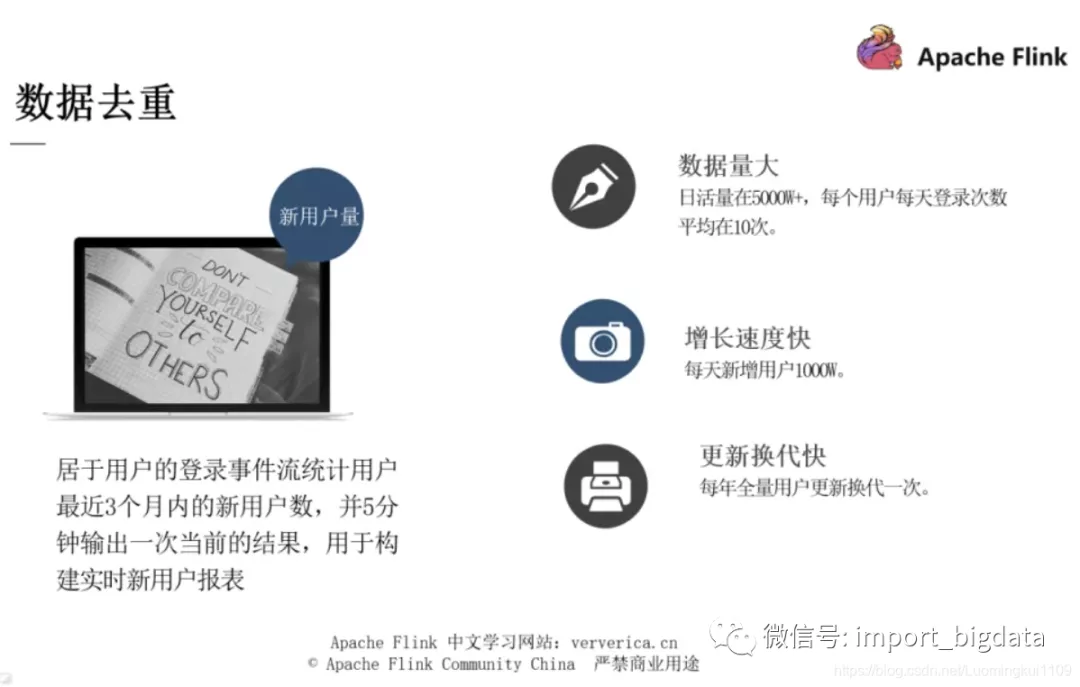 Apache Flink
数据去重
新用户量
DON'T
COMPARE
YOURSELF
to
OTHERS
居于用户的登录事件流统计用户
最近3个月内的新用户数，并5分
钟输出一次当前的结果，用于构
建实时新用户报表
数据量大
日活量在5000W+，每个用户每天登录次数
平均在10次。
增长速度快
每天新增用户1000W。
更新换代快
每年全量用户更新换代一次。
Apache Flink 中文学习网站：ververica.cn
© Apache Flink Community China 严禁商业用途
微信号: import_bigdata
https://blog.csdn.net/Luomingkui1109